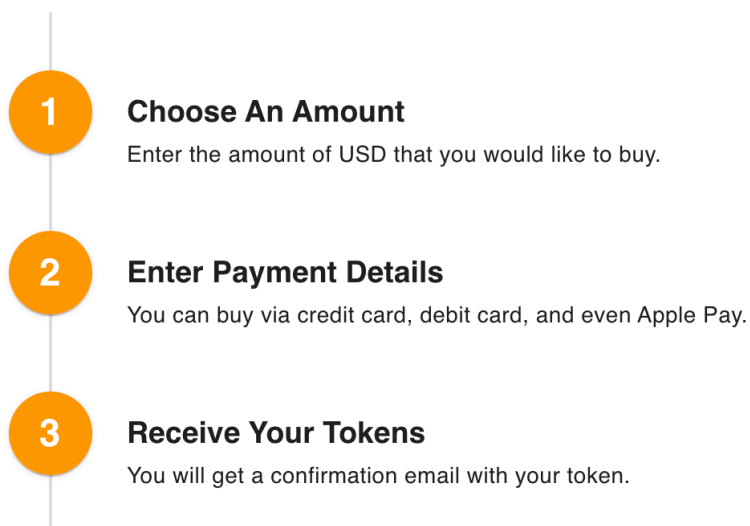 1
Choose An Amount
Enter the amount of USD that you would like to buy.
2
Enter Payment Details
You can buy via credit card, debit card, and even Apple Pay.
3
Receive Your Tokens
You will get a confirmation email with your token.